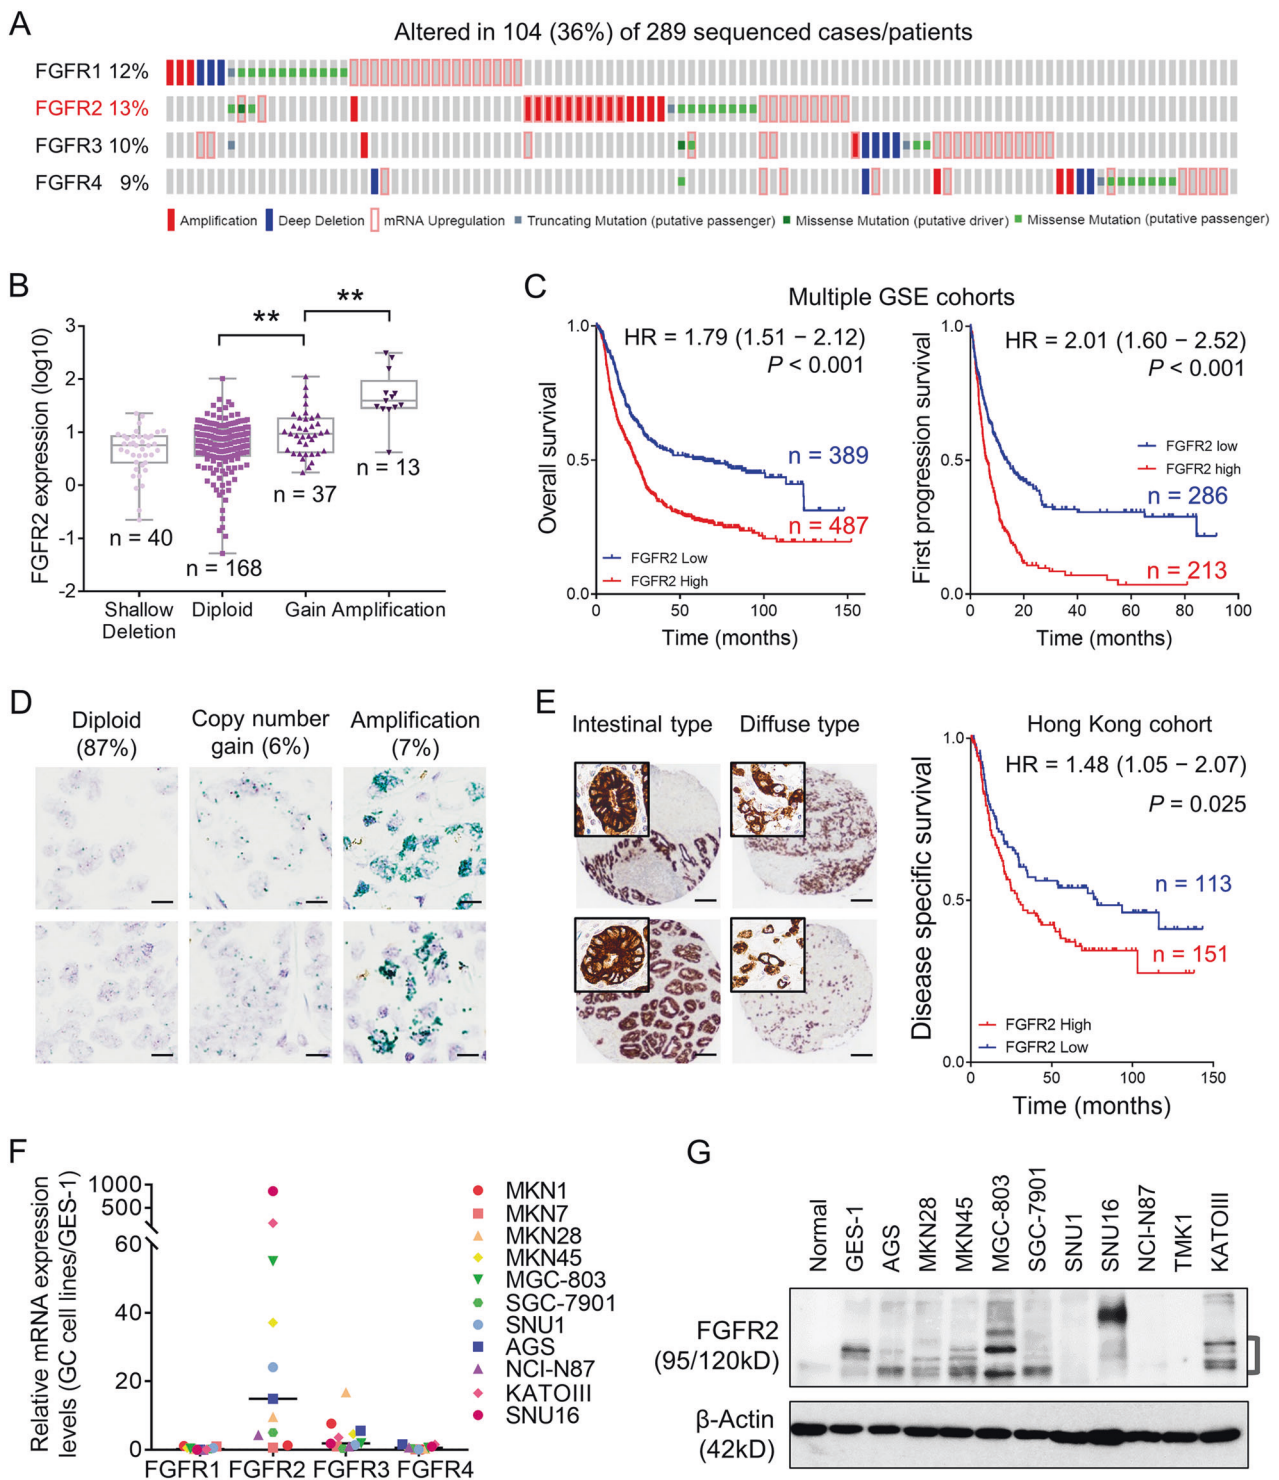 A
Altered in 104 (36%) of 289 sequenced cases/patients
FGFR1 12%
FGFR2 13%
FGFR3 10%
FGFR4 9%
Amplification Deep Deletion mRNA Upregulation Truncating Mutation (putative passenger) Missense Mutation (putative driver) Missense Mutation (putative passenger)
B
FGFR2 expression (log10)
3
2
1
0
-1
-2
**
**
n = 40
n = 168
n = 37
n = 13
Shallow Deletion
Diploid
Gain
Amplification
C
Multiple GSE cohorts
Overall survival
1.0
0.5
0.0
HR = 1.79 (1.51 − 2.12)
P < 0.001
n = 389
n = 487
FGFR2 Low
FGFR2 High
0 50 100 150
Time (months)
First progression survival
1.0
0.5
0.0
HR = 2.01 (1.60 − 2.52)
P < 0.001
FGFR2 low
FGFR2 high
n = 286
n = 213
0 20 40 60 80 100
Time (months)
D
Diploid
(87%)
Copy number
gain (6%)
Amplification
(7%)
E
Intestinal type
Diffuse type
Hong Kong cohort
Disease specific survival
1.0
0.5
0.0
HR = 1.48 (1.05 − 2.07)
P = 0.025
n = 113
n = 151
FGFR2 High
FGFR2 Low
0 50 100 150
Time (months)
F
Relative mRNA expression
levels (GC cell lines/GES-1)
1000
500
60
40
20
0
FGFR1 FGFR2 FGFR3 FGFR4
MKN1
MKN7
MKN28
MKN45
MGC-803
SGC-7901
SNU1
AGS
NCI-N87
KATOIII
SNU16
G
Normal
GES-1
AGS
MKN28
MKN45
MGC-803
SGC-7901
SNU1
SNU16
NCI-N87
TMK1
KATOIII
FGFR2
(95/120kD)
β-Actin
(42kD)